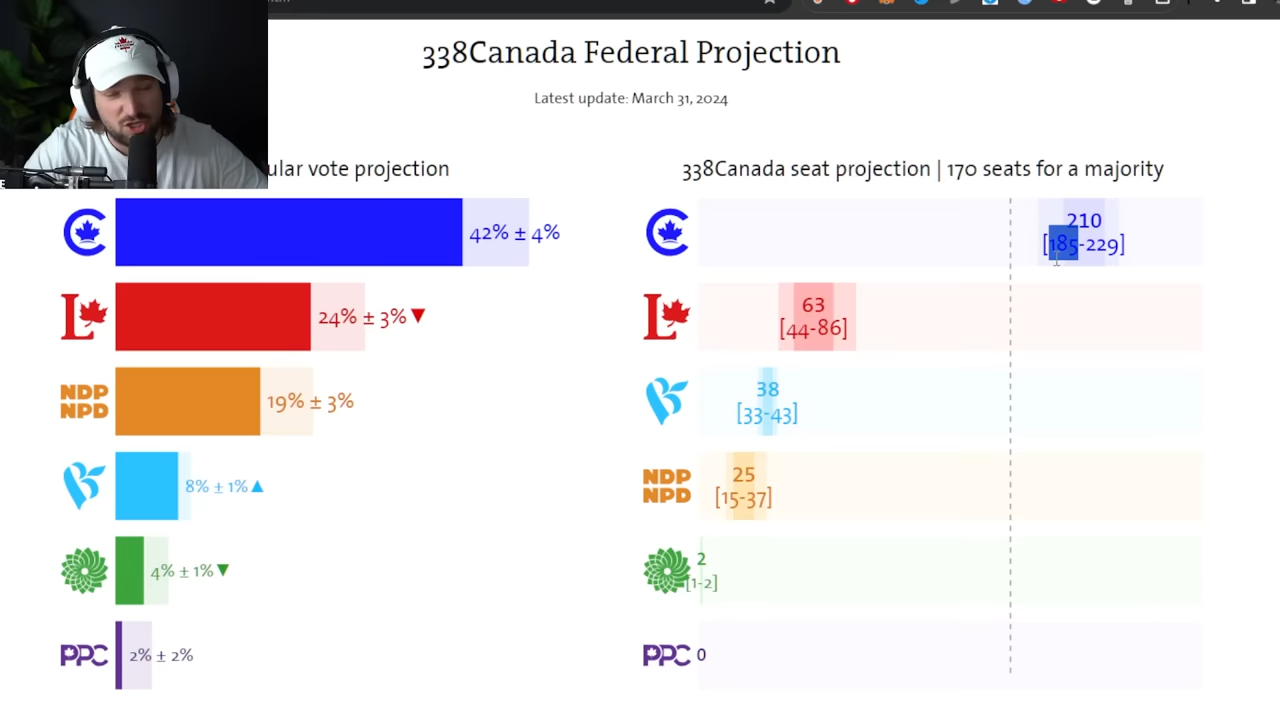 338Canada Federal Projection
Latest update: March 31, 2024
ular vote projection
338Canada seat projection | 170 seats for a majority
42% ± 4%
210
[185-229]
L
24% ± 3%▼
L
63
[44-86]
NDP
NPD
19% ± 3%
38
[33-43]
8% ± 1%▲
NDP
NPD
25
[15-37]
4% ± 1%▼
2
[1-2]
PPC
2% ± 2%
PPC
0